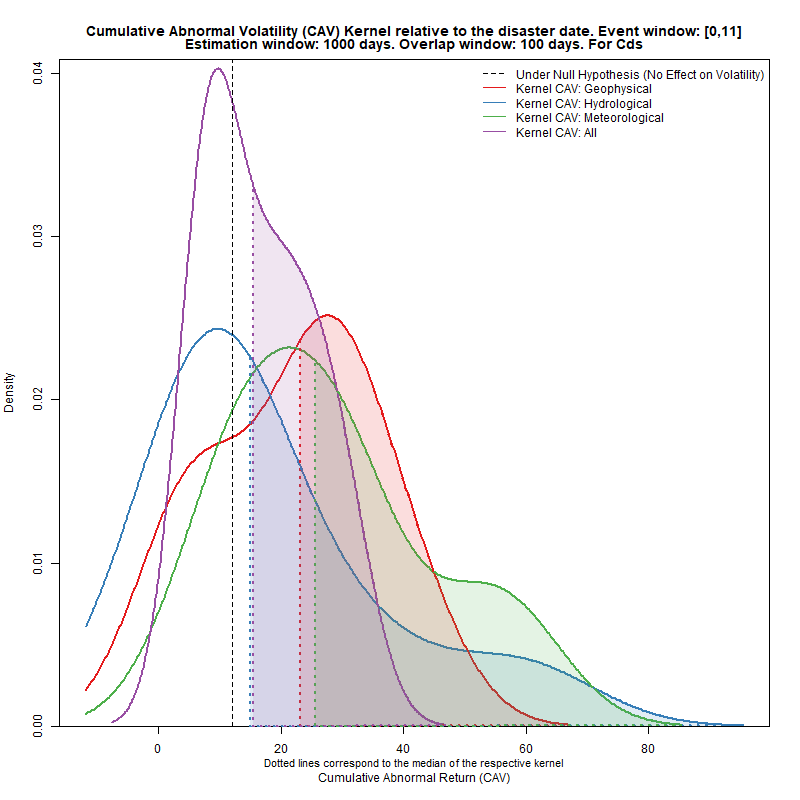 Cumulative Abnormal Volatility (CAV) Kernel relative to the disaster date. Event window: [0,11]
Estimation window: 1000 days. Overlap window: 100 days. For Cds
Under Null Hypothesis (No Effect on Volatility)
Kernel CAV: Geophysical
Kernel CAV: Hydrological
Kernel CAV: Meteorological
Kernel CAV: All
Density
0.04
0.03
0.02
0.01
0.00
0 20 40 60 80
Dotted lines correspond to the median of the respective kernel
Cumulative Abnormal Return (CAV)